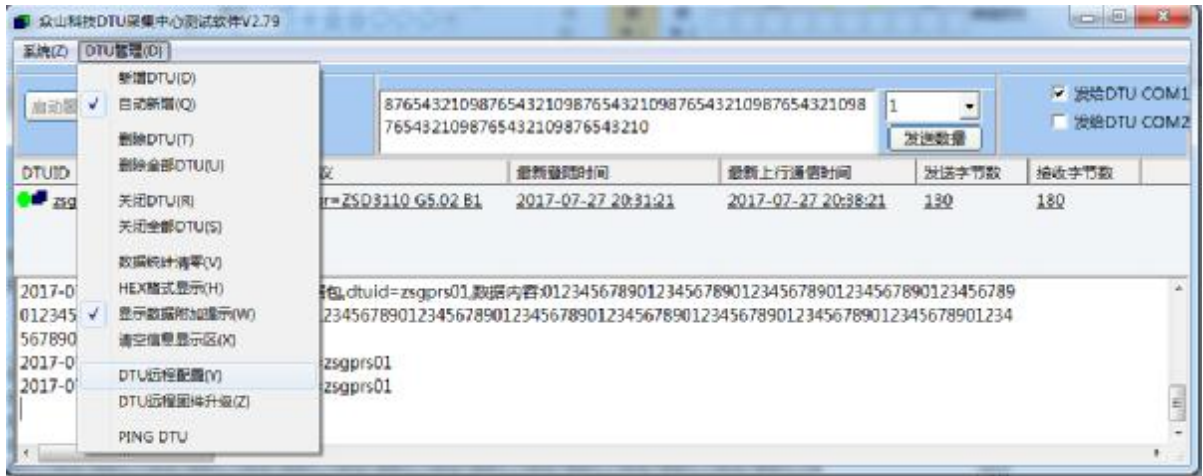 众山科技DTU采集中心测试软件V2.79
系统(Z) DTU管理(D)
新增DTU(D)
自动新增(Q)
删除DTU(T)
删除全部DTU(U)
关闭DTU(R)
关闭全部DTU(S)
数据统计清零(V)
HEX格式显示(H)
显示数据附加提示(W)
清空信息显示区(X)
DTU远程配置(Y)
DTU远程固件升级(Z)
PING DTU
启动
87654321098765432109876543210987654321098765432109 8
76543210987654321098765432​10
1
发送数据
发给DTU COM1
发给DTU COM2
DTUID 议 最新登陆时间 最新上行通信时间 发送字节数 接收字节数
zsg r=ZSD3110 G5.02 B1 2017-07-27 20:31:21 2017-07-27 20:38:21 130 180
2017-0 包,dtuid=zsgprs01,数据内容:01234567890123456789012345678901234567890123456789
012345 234567890123456789012345678901234567890123456789012345678901234
567890
2017-0 zsgprs01
2017-0 zsgprs01